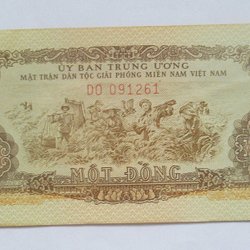 ỦY BAN TRUNG ƯƠNG
MẶT TRẬN DÂN TỘC GIẢI PHÓNG MIỀN NAM VIỆT NAM
DO 091261
MỘT ĐỒNG